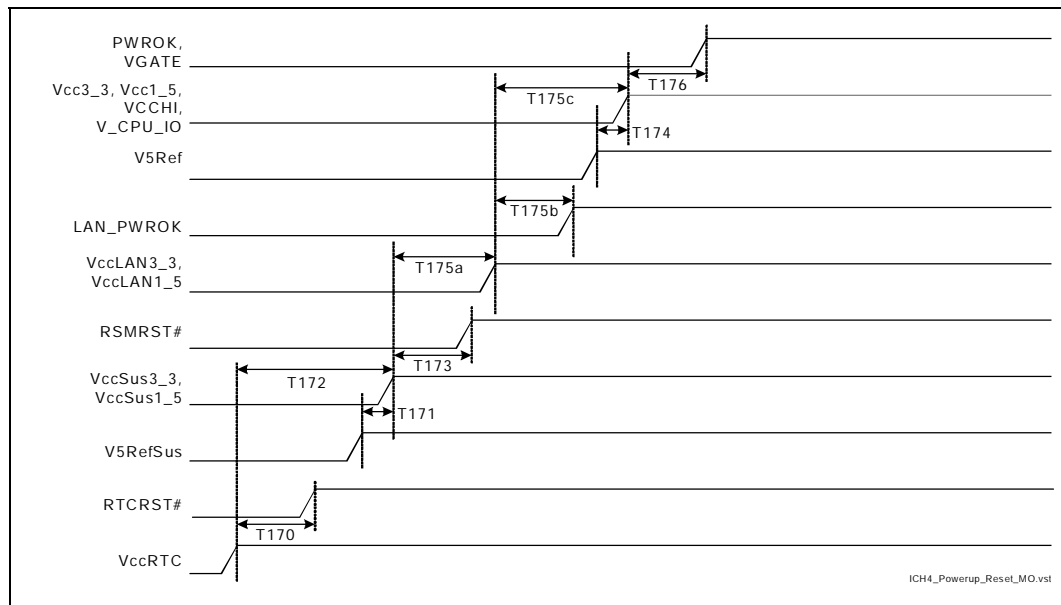 PWROK,
VGATE
T176
Vcc3_3, Vcc1_5,
VCCHI,
V_CPU_IO
T175c
T174
V5Ref
T175b
LAN_PWROK
T175a
VccLAN3_3,
VccLAN1_5
RSMRST#
T173
VccSus3_3,
VccSus1_5
T172
T171
V5RefSus
RTCRST#
T170
VccRTC
ICH4_Powerup_Reset_MO.vst